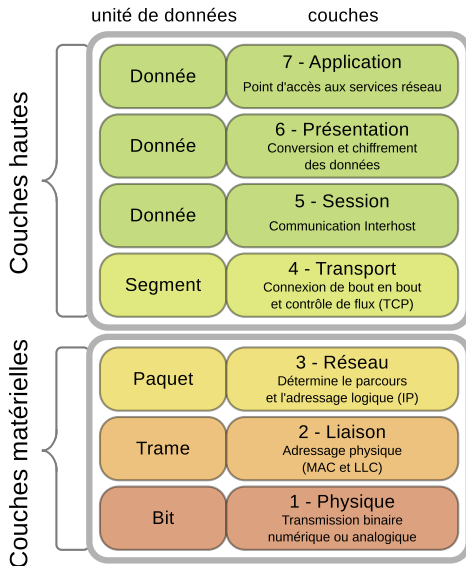 unité de données
couches
Couches hautes
Donnée
7 - Application
Point d'accès aux services réseau
Donnée
6 - Présentation
Conversion et chiffrement
des données
Donnée
5 - Session
Communication Interhost
Segment
4 - Transport
Connexion de bout en bout
et contrôle de flux (TCP)
Couches matérielles
Paquet
3 - Réseau
Détermine le parcours
et l'adressage logique (IP)
Trame
2 - Liaison
Adressage physique
(MAC et LLC)
Bit
1 - Physique
Transmission binaire
numérique ou analogique